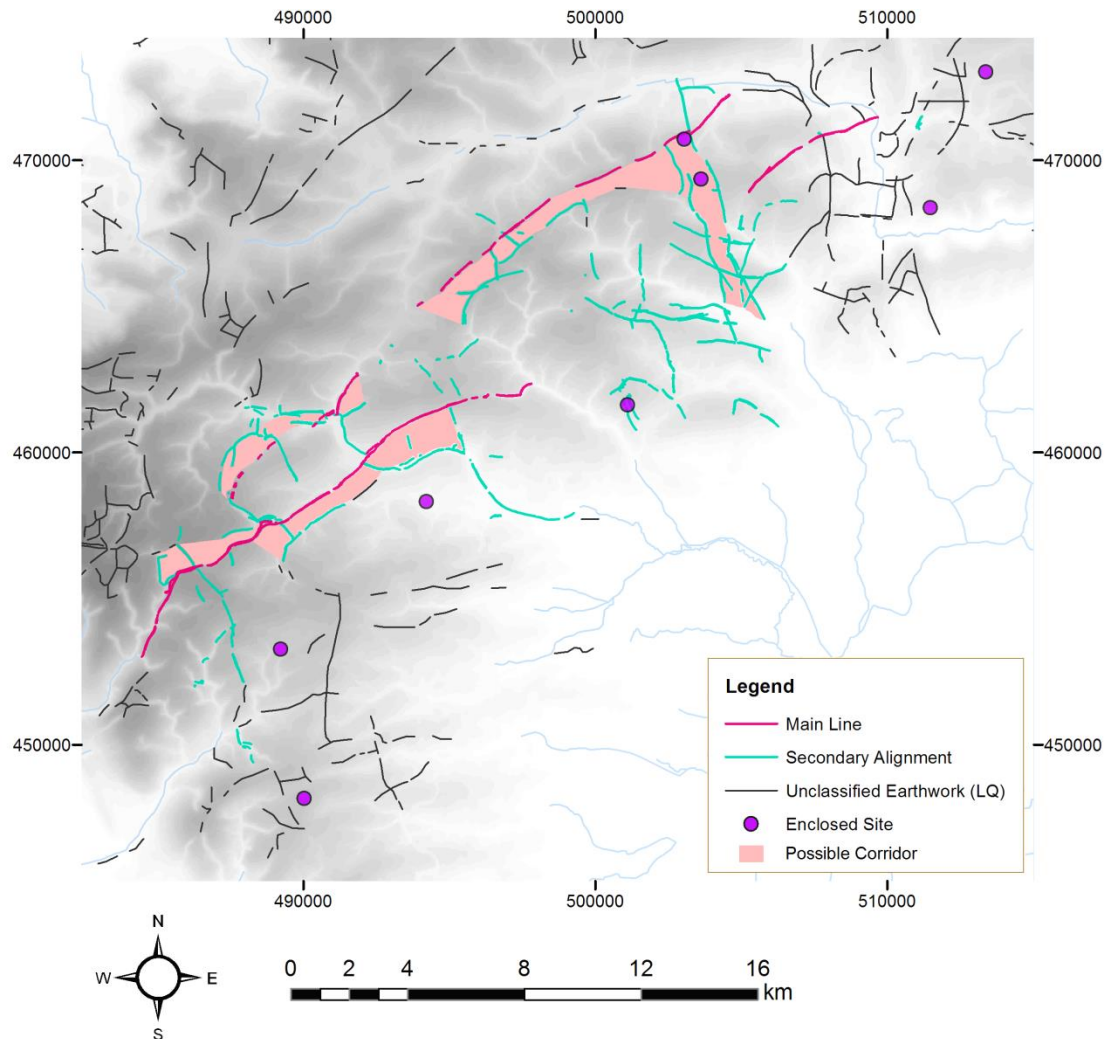 490000 500000 510000
470000 470000
460000 460000
450000 450000
Legend
Main Line
Secondary Alignment
Unclassified Earthwork (LQ)
Enclosed Site
Possible Corridor
490000 500000 510000
N
W E
S
0 2 4 8 12 16
km